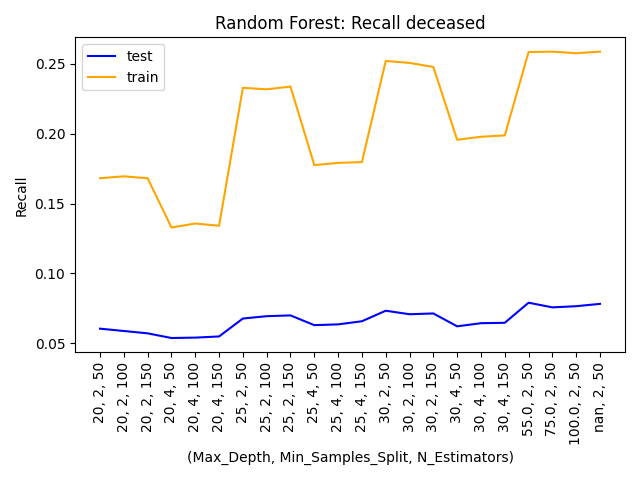 Random Forest: Recall deceased
test
train
Recall
0.25
0.20
0.15
0.10
0.05
20, 2, 50
20, 2, 100
20, 2, 150
20, 4, 50
20, 4, 100
20, 4, 150
25, 2, 50
25, 2, 100
25, 2, 150
25, 4, 50
25, 4, 100
25, 4, 150
30, 2, 50
30, 2, 100
30, 2, 150
30, 4, 50
30, 4, 100
30, 4, 150
55.0, 2, 50
75.0, 2, 50
100.0, 2, 50
nan, 2, 50
(Max_Depth, Min_Samples_Split, N_Estimators)